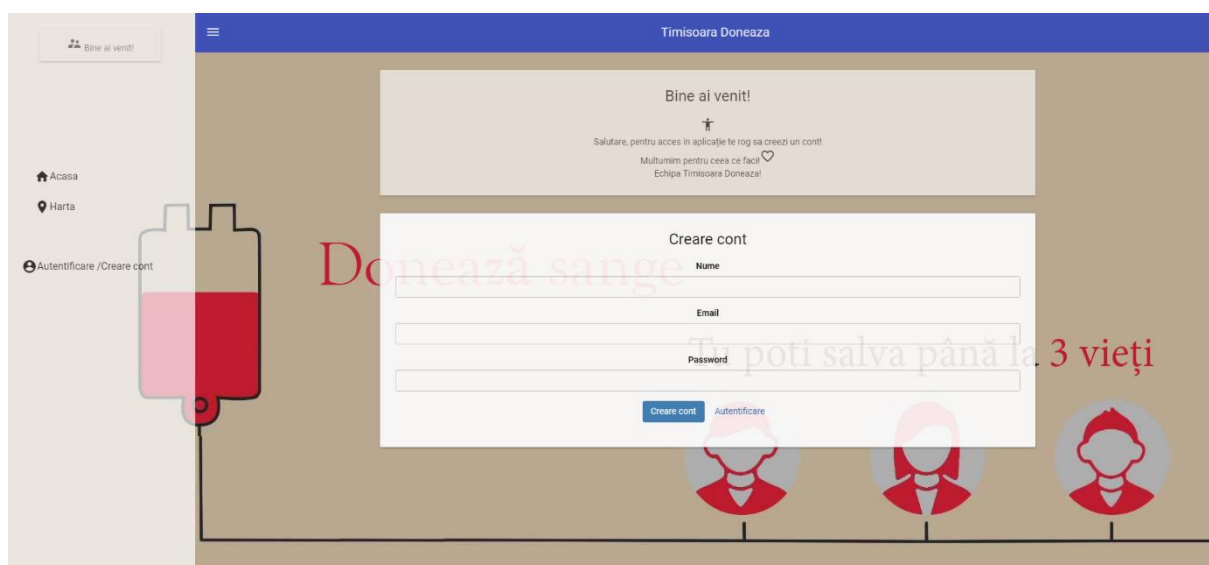 Bine ai venit!
Timisoara Doneaza
Acasa
Harta
Autentificare /Creare cont
Bine ai venit!
Salutare, pentru acces in aplicație te rog sa creezi un cont!
Multumim pentru ceea ce faci!
Echipa Timisoara Doneaza!
Donează sange
Creare cont
Nume
Email
Tu poti salva până la 3 vieți
Password
Creare cont Autentificare